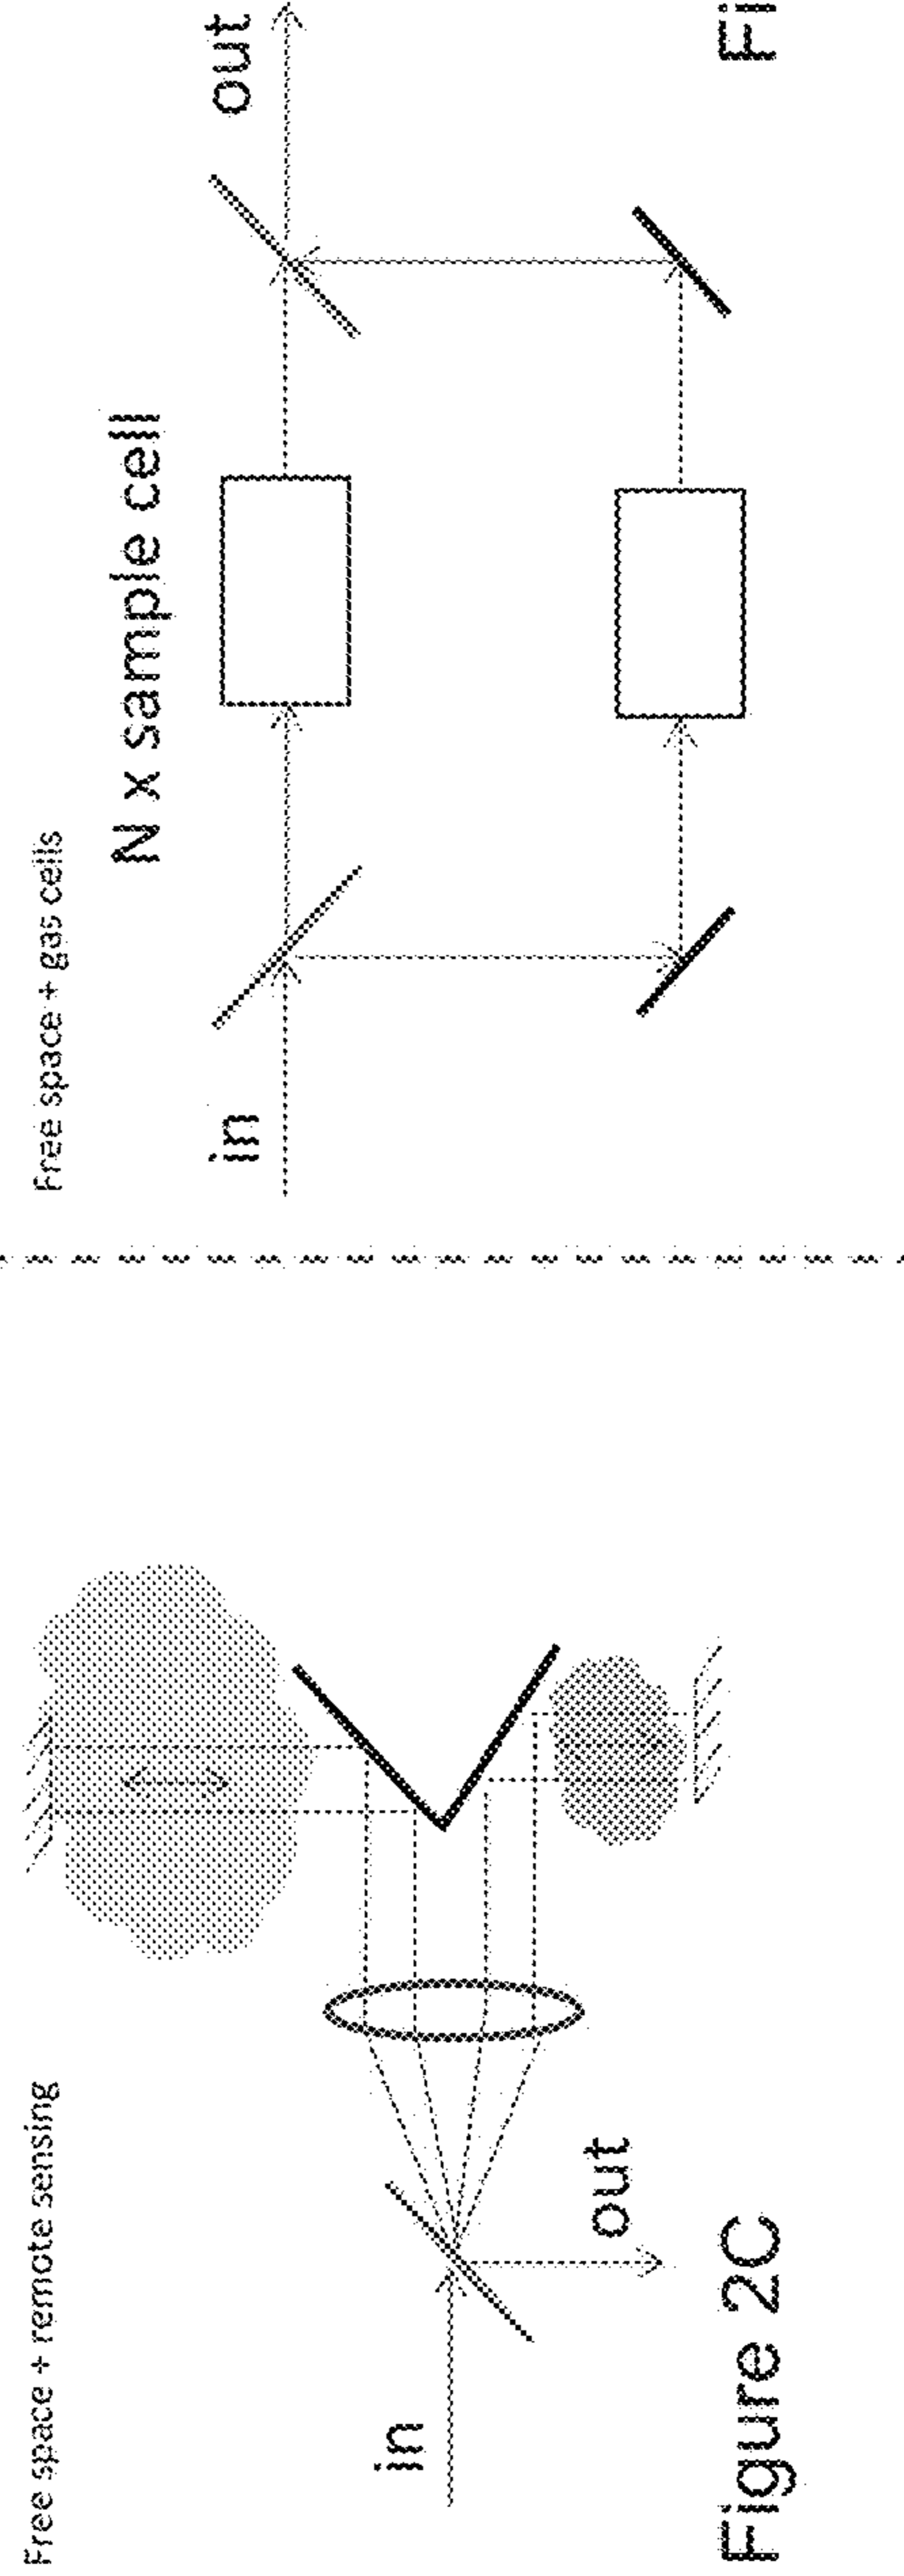 Free space + remote sensing
in
out
Figure 2C
Free space + gas cells
N x sample cell
in
out
Fi